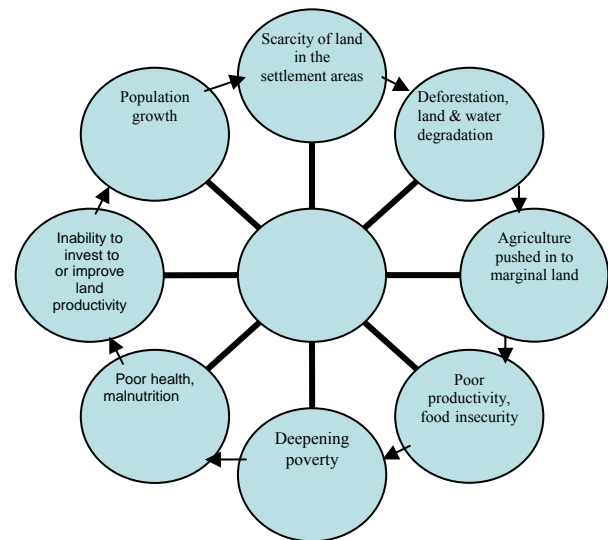 Scarcity of land
in the
settlement areas
Deforestation,
land & water
degradation
Agriculture
pushed in to
marginal land
Poor
productivity,
food insecurity
Deepening
poverty
Poor health,
malnutrition
Inability to
invest to
or improve
land
productivity
Population
growth